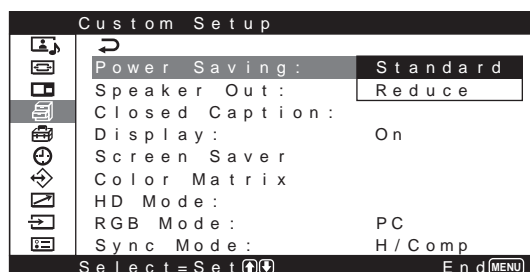 Custom Setup
Power Saving: Standard
Speaker Out: Reduce
Closed Caption:
Display: On
Screen Saver
Color Matrix
HD Mode:
RGB Mode: PC
Sync Mode: H/Comp
Select=Set End MENU